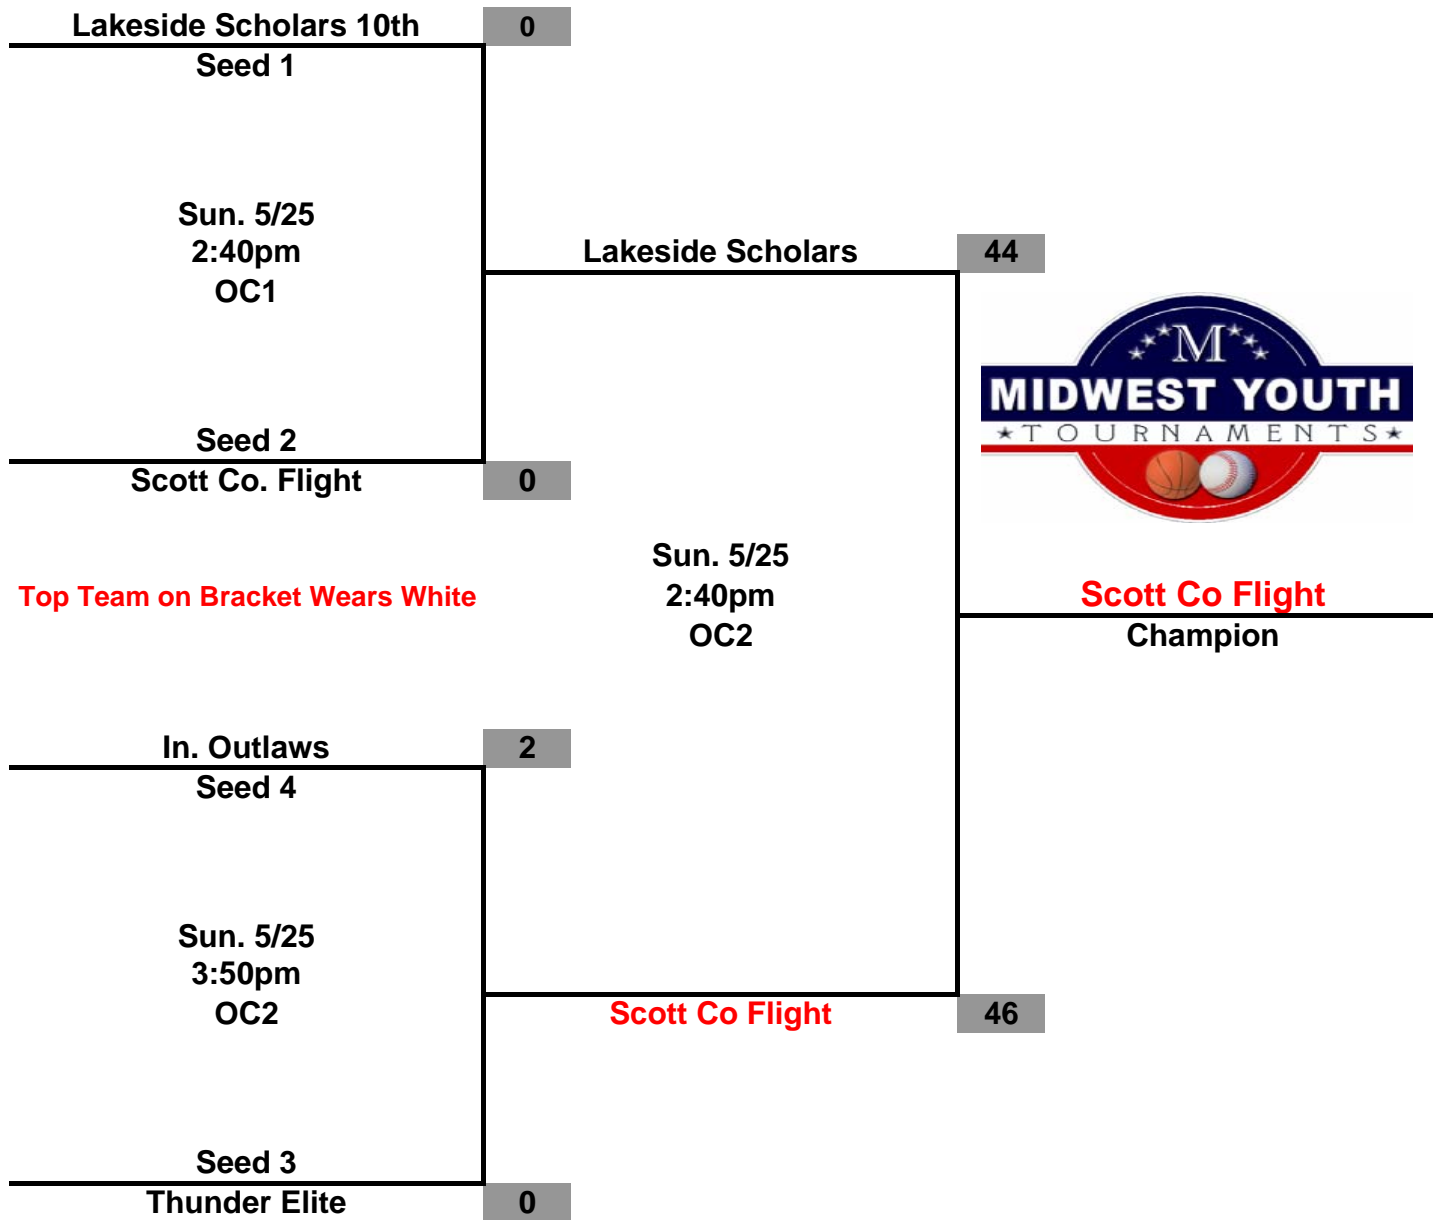 Lakeside Scholars 10th 0
Seed 1
Sun. 5/25
2:40pm
OC1
Seed 2
Scott Co. Flight 0
Lakeside Scholars 44
M
MIDWEST YOUTH
TOURNAMENTS
Top Team on Bracket Wears White
Sun. 5/25
2:40pm
OC2
Scott Co Flight
Champion
In. Outlaws 2
Seed 4
Sun. 5/25
3:50pm
OC2
Scott Co Flight 46
Seed 3
Thunder Elite 0